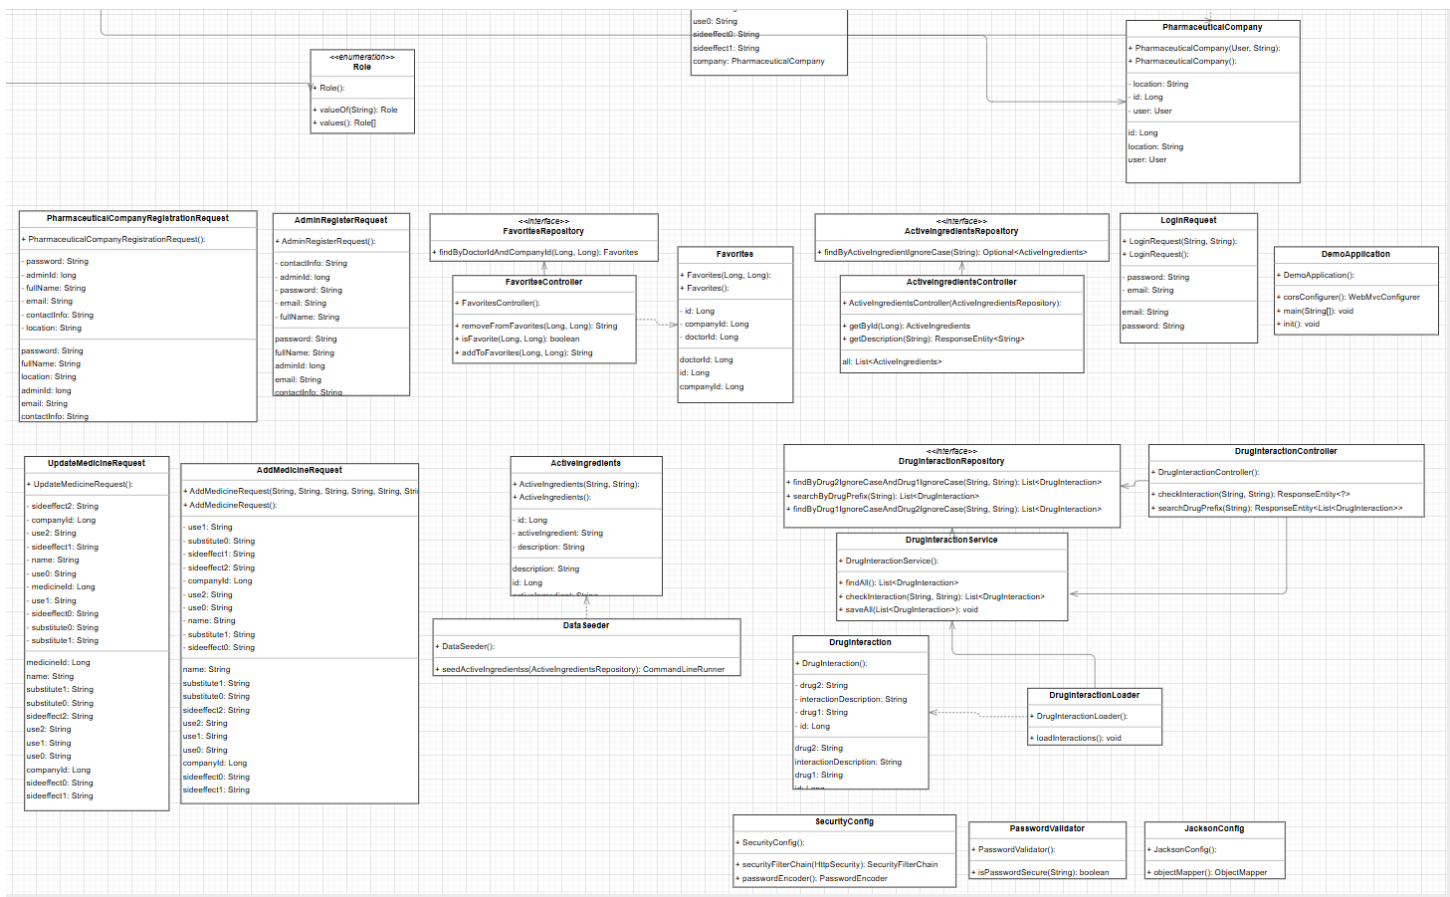 use0: String
sideeffect0: String
sideeffect1: String
company: PharmaceuticalCompany
PharmaceuticalCompany
+ PharmaceuticalCompany(User, String):
+ PharmaceuticalCompany():
- location: String
- id: Long
- user: User
id: Long
location: String
user: User
<<enumeration>>
Role
+ Role():
+ valueOf(String): Role
+ values(): Role[]
PharmaceuticalCompanyRegistrationRequest
+ PharmaceuticalCompanyRegistrationRequest():
- password: String
- adminId: long
- fullName: String
- email: String
- contactInfo: String
- location: String
password: String
fullName: String
location: String
adminId: long
email: String
contactInfo: String
AdminRegisterRequest
+ AdminRegisterRequest():
- contactInfo: String
- adminId: long
- password: String
- email: String
- fullName: String
password: String
fullName: String
adminId: long
email: String
contactInfo: String
<<interface>>
FavoritesRepository
+ findByDoctorIdAndCompanyId(Long, Long): Favorites
FavoritesController
+ FavoritesController():
+ removeFromFavorites(Long, Long): String
+ isFavorite(Long, Long): boolean
+ addToFavorites(Long, Long): String
Favorites
+ Favorites(Long, Long):
+ Favorites():
- id: Long
- companyId: Long
- doctorId: Long
doctorId: Long
id: Long
companyId: Long
<<interface>>
ActiveIngredientsRepository
+ findByActiveIngredientIgnoreCase(String): Optional<ActiveIngredients>
ActiveIngredientsController
+ ActiveIngredientsController(ActiveIngredientsRepository):
+ getById(Long): ActiveIngredients
+ getDescription(String): ResponseEntity<String>
all: List<ActiveIngredients>
LoginRequest
+ LoginRequest(String, String):
+ LoginRequest():
- password: String
- email: String
email: String
password: String
DemoApplication
+ DemoApplication():
+ corsConfigurer(): WebMvcConfigurer
+ main(String[]): void
+ init(): void
UpdateMedicineRequest
+ UpdateMedicineRequest():
- sideeffect2: String
- companyId: Long
- use2: String
- sideeffect1: String
- name: String
- use0: String
- medicineId: Long
- use1: String
- sideeffect0: String
- substitute0: String
- substitute1: String
medicineId: Long
name: String
substitute1: String
substitute0: String
sideeffect2: String
use2: String
use1: String
use0: String
companyId: Long
sideeffect0: String
sideeffect1: String
AddMedicineRequest
+ AddMedicineRequest(String, String, String, String, String, Stri
+ AddMedicineRequest():
- use1: String
- substitute0: String
- sideeffect1: String
- sideeffect2: String
- companyId: Long
- use2: String
- use0: String
- name: String
- substitute1: String
- sideeffect0: String
name: String
substitute1: String
substitute0: String
sideeffect2: String
use2: String
use1: String
use0: String
companyId: Long
sideeffect0: String
sideeffect1: String
ActiveIngredients
+ ActiveIngredients(String, String):
+ ActiveIngredients():
- id: Long
- activeIngredient: String
- description: String
description: String
id: Long
activeIngredient: String
DataSeeder
+ DataSeeder():
+ seedActiveIngredientss(ActiveIngredientsRepository): CommandLineRunner
<<interface>>
DrugInteractionRepository
+ findByDrug2IgnoreCaseAndDrug1IgnoreCase(String, String): List<DrugInteraction>
+ searchByDrugPrefix(String): List<DrugInteraction>
+ findByDrug1IgnoreCaseAndDrug2IgnoreCase(String, String): List<DrugInteraction>
DrugInteractionController
+ DrugInteractionController():
+ checkInteraction(String, String): ResponseEntity<?>
+ searchDrugPrefix(String): ResponseEntity<List<DrugInteraction>>
DrugInteractionService
+ DrugInteractionService():
+ findAll(): List<DrugInteraction>
+ checkInteraction(String, String): List<DrugInteraction>
+ saveAll(List<DrugInteraction>): void
DrugInteraction
+ DrugInteraction():
- drug2: String
- interactionDescription: String
- drug1: String
- id: Long
drug2: String
interactionDescription: String
drug1: String
id: Long
DrugInteractionLoader
+ DrugInteractionLoader():
+ loadInteractions(): void
SecurityConfig
+ SecurityConfig():
+ securityFilterChain(HttpSecurity): SecurityFilterChain
+ passwordEncoder(): PasswordEncoder
PasswordValidator
+ PasswordValidator():
+ isPasswordSecure(String): boolean
JacksonConfig
+ JacksonConfig():
+ objectMapper(): ObjectMapper